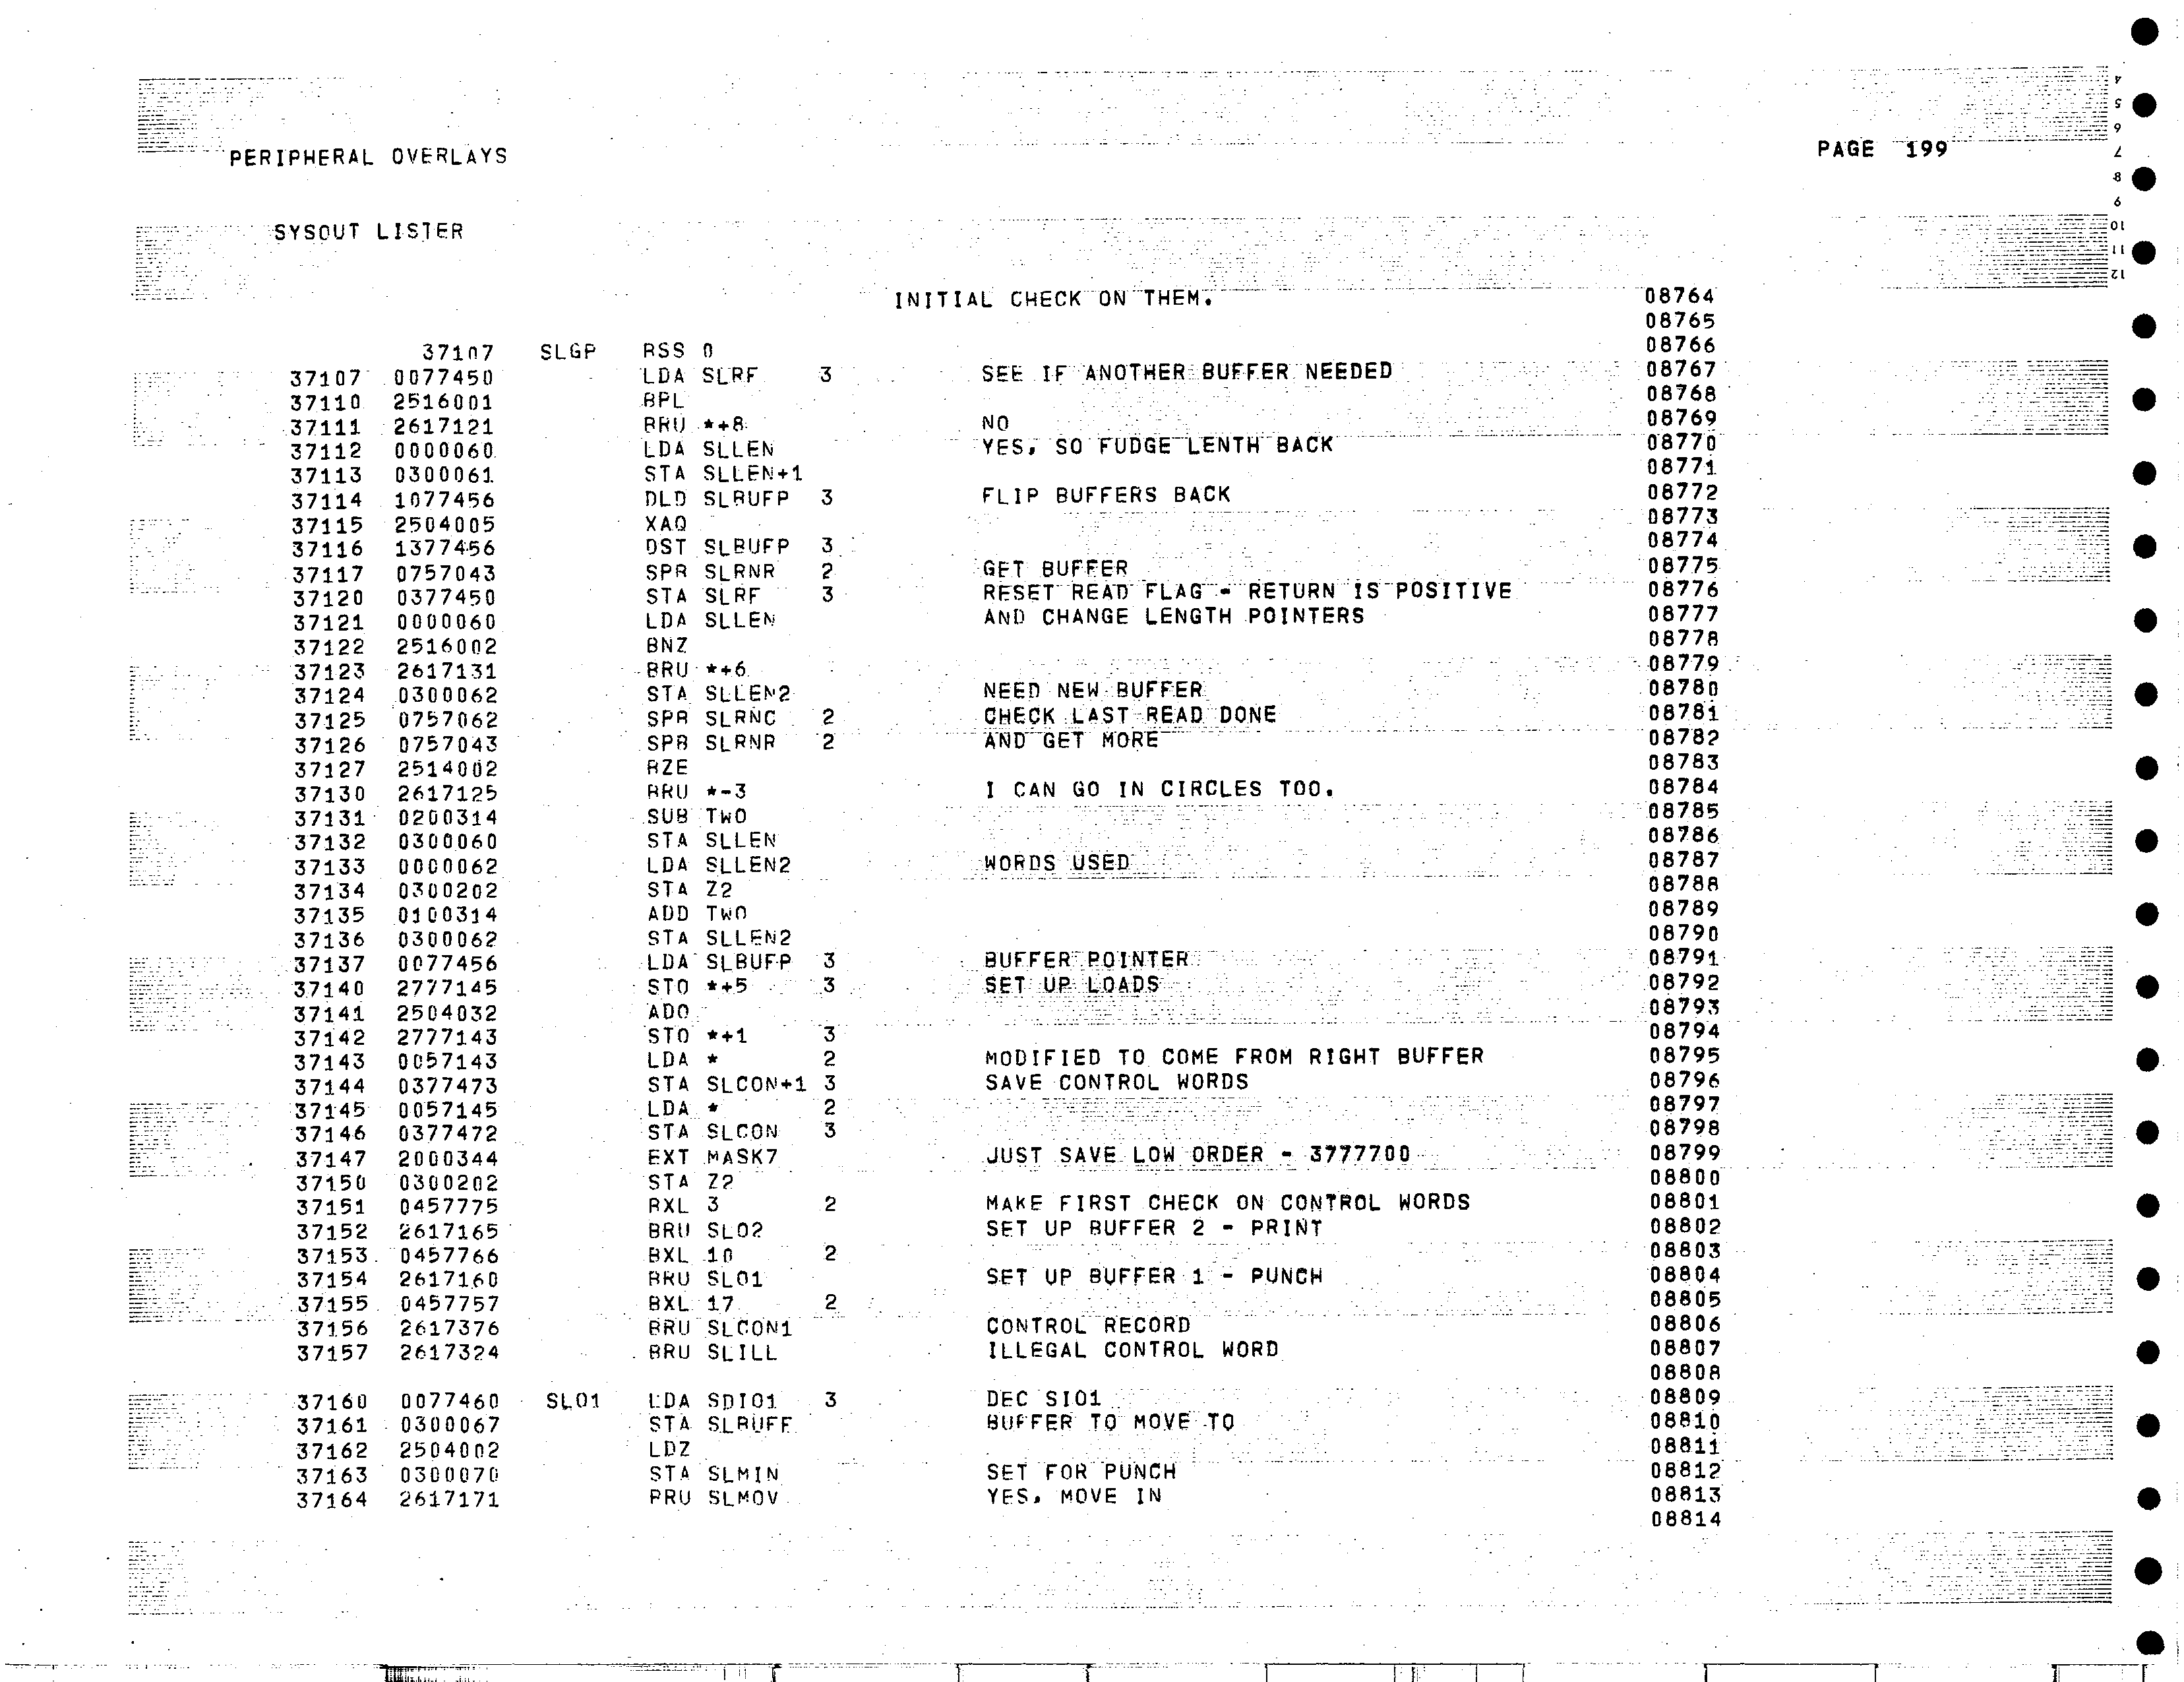 PERIPHERAL OVERLAYS PAGE 199
SYSOUT LISTER
INITIAL CHECK ON THEM. 08764
08765
37107 SLGP BSS 0 08766
37107 0077450 LDA SLRF 3 SEE IF ANOTHER BUFFER NEEDED 08767
37110 2516001 BPL 08768
37111 2617121 BRU *+8 NO 08769
37112 0000060 LDA SLLEN YES, SO FUDGE LENTH BACK 08770
37113 0300061 STA SLLEN+1 08771
37114 1077456 DLD SLBUFP 3 FLIP BUFFERS BACK 08772
37115 2504005 XAQ 08773
37116 1377456 DST SLBUFP 3 08774
37117 0757043 SPB SLRNR 2 GET BUFFER 08775
37120 0377450 STA SLRF 3 RESET READ FLAG - RETURN IS POSITIVE 08776
37121 0000060 LDA SLLEN AND CHANGE LENGTH POINTERS 08777
37122 2516002 BNZ 08778
37123 2617131 BRU *+6 08779
37124 0300062 STA SLLEN2 NEED NEW BUFFER 08780
37125 0757062 SPB SLRNC 2 CHECK LAST READ DONE 08781
37126 0757043 SPB SLRNR 2 AND GET MORE 08782
37127 2514002 BZE 08783
37130 2617125 BRU *-3 I CAN GO IN CIRCLES TOO. 08784
37131 0200314 SUB TWO 08785
37132 0300060 STA SLLEN 08786
37133 0000062 LDA SLLEN2 WORDS USED 08787
37134 0300202 STA Z2 08788
37135 0100314 ADD TWO 08789
37136 0300062 STA SLLEN2 08790
37137 0077456 LDA SLBUFP 3 BUFFER POINTER 08791
37140 2777145 STO *+5 3 SET UP LOADS 08792
37141 2504032 ADO 08793
37142 2777143 STO *+1 3 08794
37143 0057143 LDA * 2 MODIFIED TO COME FROM RIGHT BUFFER 08795
37144 0377473 STA SLCON+1 3 SAVE CONTROL WORDS 08796
37145 0057145 LDA * 2 08797
37146 0377472 STA SLCON 3 08798
37147 2000344 EXT MASK7 JUST SAVE LOW ORDER - 3777700 08799
37150 0300202 STA Z2 08800
37151 0457775 BXL 3 2 MAKE FIRST CHECK ON CONTROL WORDS 08801
37152 2617165 BRU SLO2 SET UP BUFFER 2 - PRINT 08802
37153 0457766 BXL 10 2 08803
37154 2617160 BRU SLO1 SET UP BUFFER 1 - PUNCH 08804
37155 0457757 BXL 17 2 08805
37156 2617376 BRU SLCON1 CONTROL RECORD 08806
37157 2617324 BRU SLILL ILLEGAL CONTROL WORD 08807
08808
37160 0077460 SLO1 LDA SDIO1 3 DEC SIO1 08809
37161 0300067 STA SLBUFF BUFFER TO MOVE TO 08810
37162 2504002 LDZ 08811
37163 0300070 STA SLMIN SET FOR PUNCH 08812
37164 2617171 BRU SLMOV YES, MOVE IN 08813
08814
4
5
6
7
8
9
10
11
12